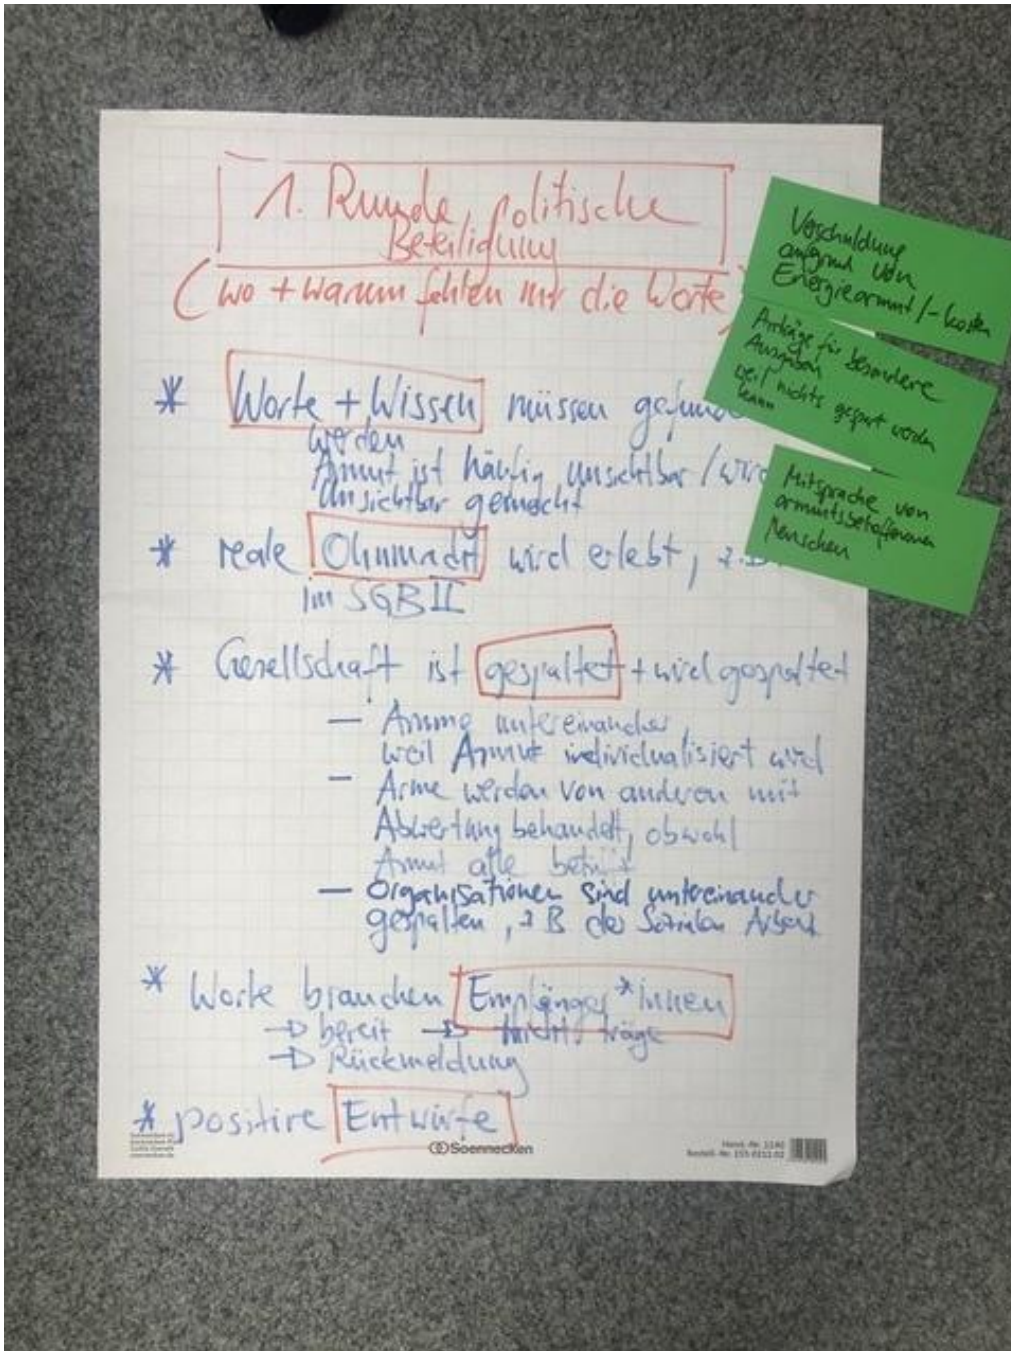 1. Runde, politische
Beteiligung
(wo + warum fehlen mir die Worte)
* Worte + Wissen müssen gefund
werden
Armut ist häufig unsichtbar / wird
unsichtbar gemacht
* reale Ohnmacht wird erlebt, z.B.
im SGB II
* Gesellschaft ist gespaltet + wird gespaltet
— Arme untereinander,
weil Armut individualisiert wird
— Arme werden von anderen mit
Abwertung behandelt, obwohl
Armut alle betrifft
— Organisationen sind untereinander
gespalten, z B der Sozialen Arbeit
* Worte brauchen Empfänger*innen
→ bereit → nicht träge
→ Rückmeldung
* positive Entwürfe
Verschuldung
aufgrund von
Energiearmut/-kosten
Anträge für besondere
Ausgaben
weil nichts gespart werden
kann
Mitsprache von
armutsbetroffenen
Menschen
Soennecken